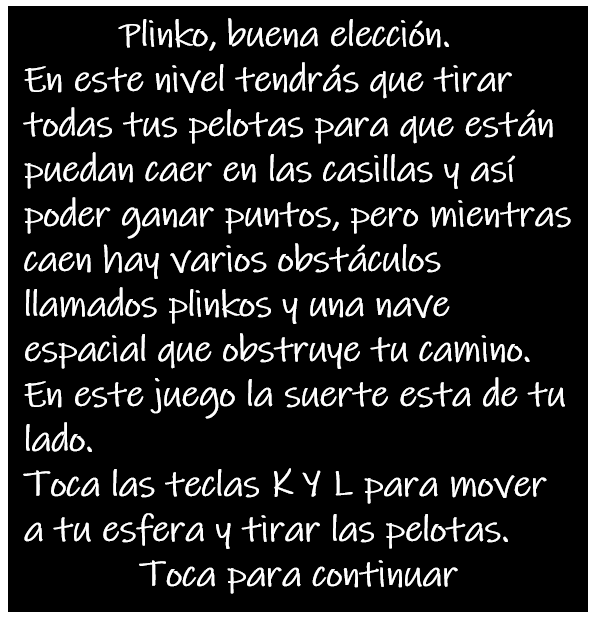 Plinko, buena elección.
En este nivel tendrás que tirar
todas tus pelotas para que están
puedan caer en las casillas y así
poder ganar puntos, pero mientras
caen hay varios obstáculos
llamados plinkos y una nave
espacial que obstruye tu camino.
En este juego la suerte esta de tu
lado.
Toca las teclas K Y L para mover
a tu esfera y tirar las pelotas.
Toca para continuar